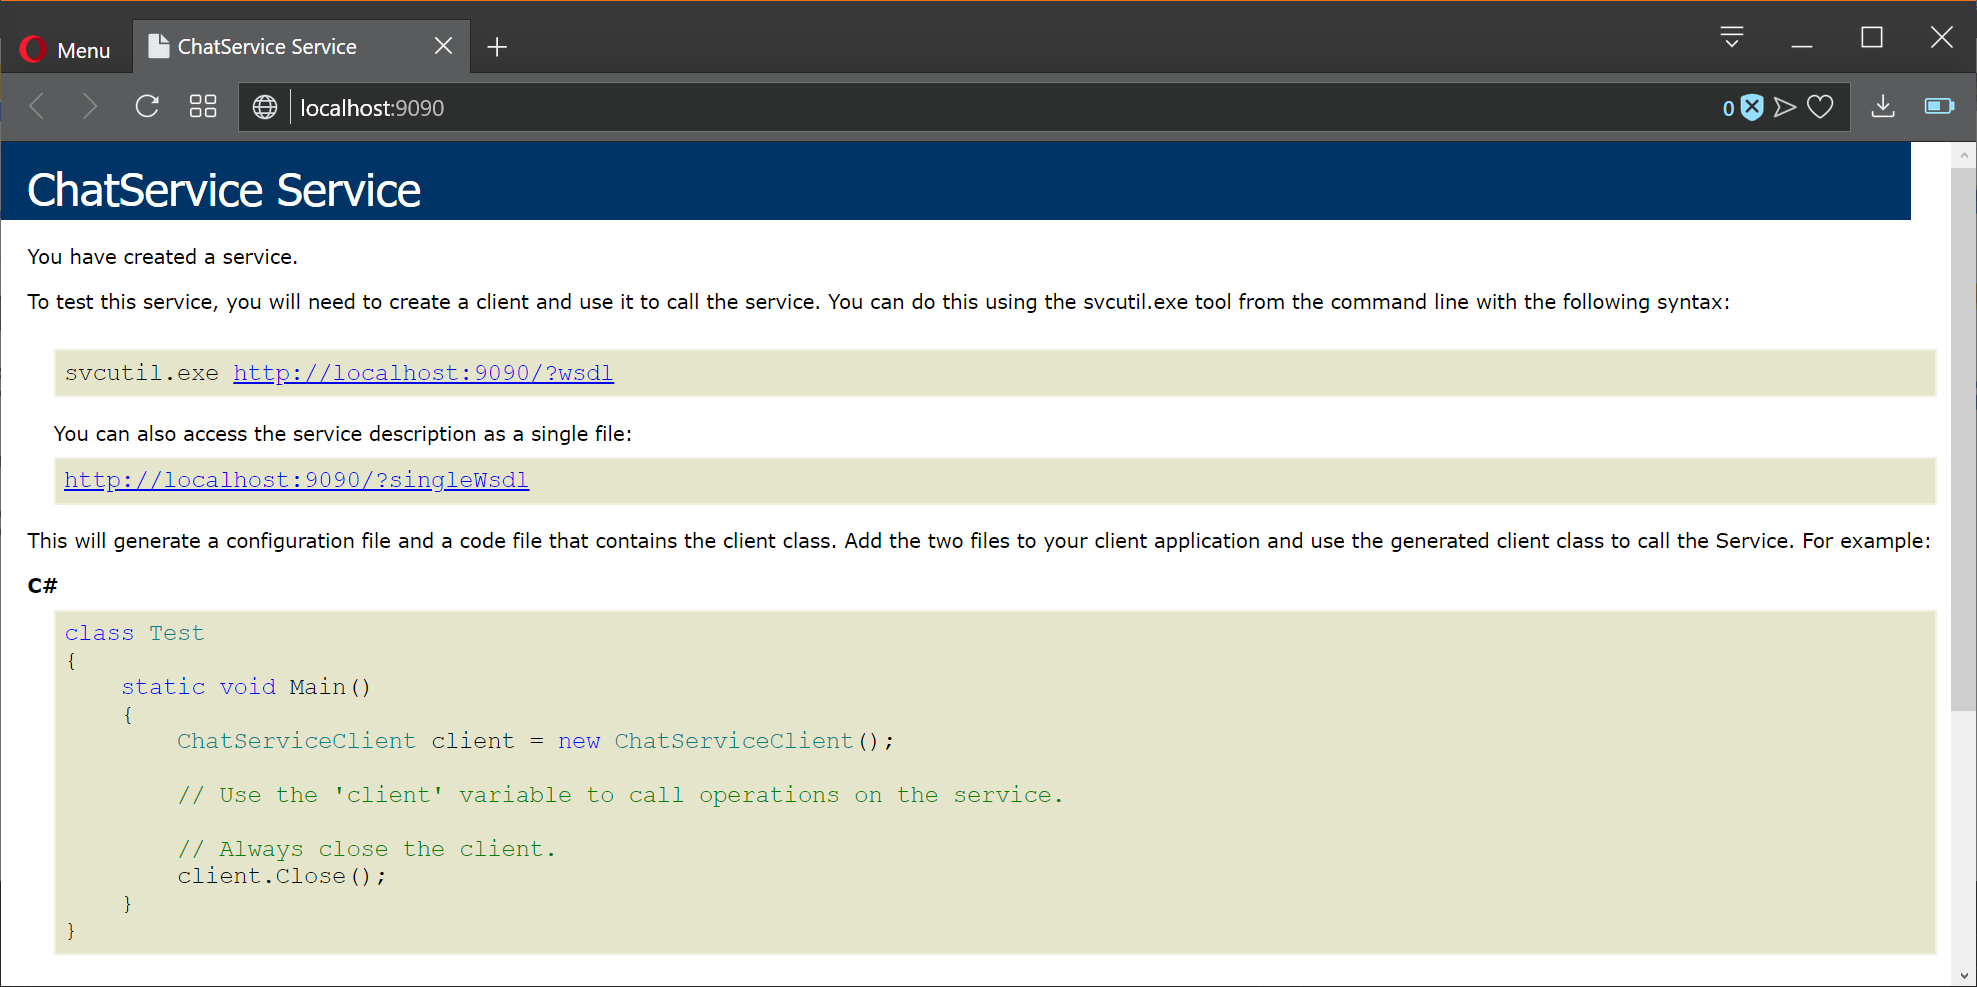 Menu
ChatService Service
localhost:9090
0
ChatService Service
You have created a service.
To test this service, you will need to create a client and use it to call the service. You can do this using the svcutil.exe tool from the command line with the following syntax:
svcutil.exe http://localhost:9090/?wsdl
You can also access the service description as a single file:
http://localhost:9090/?singleWsdl
This will generate a configuration file and a code file that contains the client class. Add the two files to your client application and use the generated client class to call the Service. For example:
C#
class Test
{
    static void Main()
    {
        ChatServiceClient client = new ChatServiceClient();
        // Use the 'client' variable to call operations on the service.
        // Always close the client.
        client.Close();
    }
}